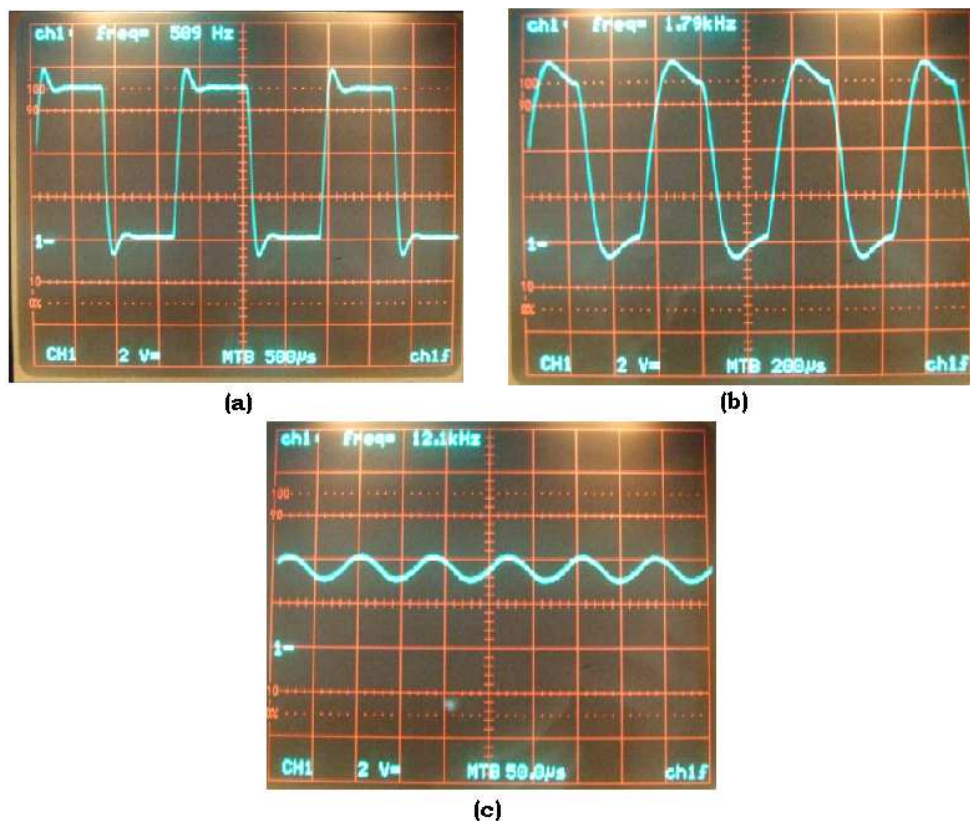 ch1: freq= 509 Hz
100
90
1-
10
0%
CH1 2 V= MTB 500µs ch1f
(a)
ch1: freq= 1.79kHz
100
90
1-
10
0%
CH1 2 V= MTB 200µs ch1f
(b)
ch1: freq= 12.1kHz
100
90
1-
10
0%
CH1 2 V= MTB 50.0µs ch1f
(c)